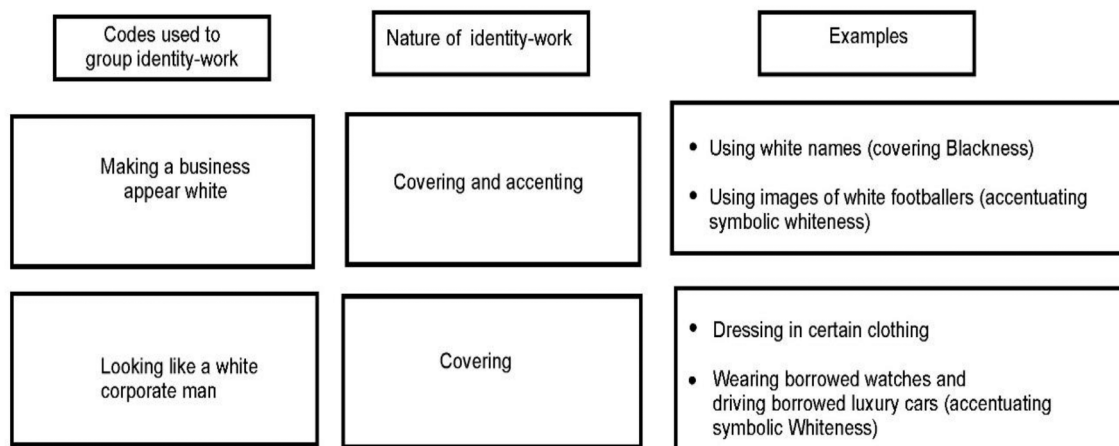 Codes used to
group identity-work
Nature of identity-work
Examples
Making a business
appear white
Covering and accenting
• Using white names (covering Blackness)
• Using images of white footballers (accentuating
symbolic whiteness)
Looking like a white
corporate man
Covering
• Dressing in certain clothing
• Wearing borrowed watches and
driving borrowed luxury cars (accentuating
symbolic Whiteness)